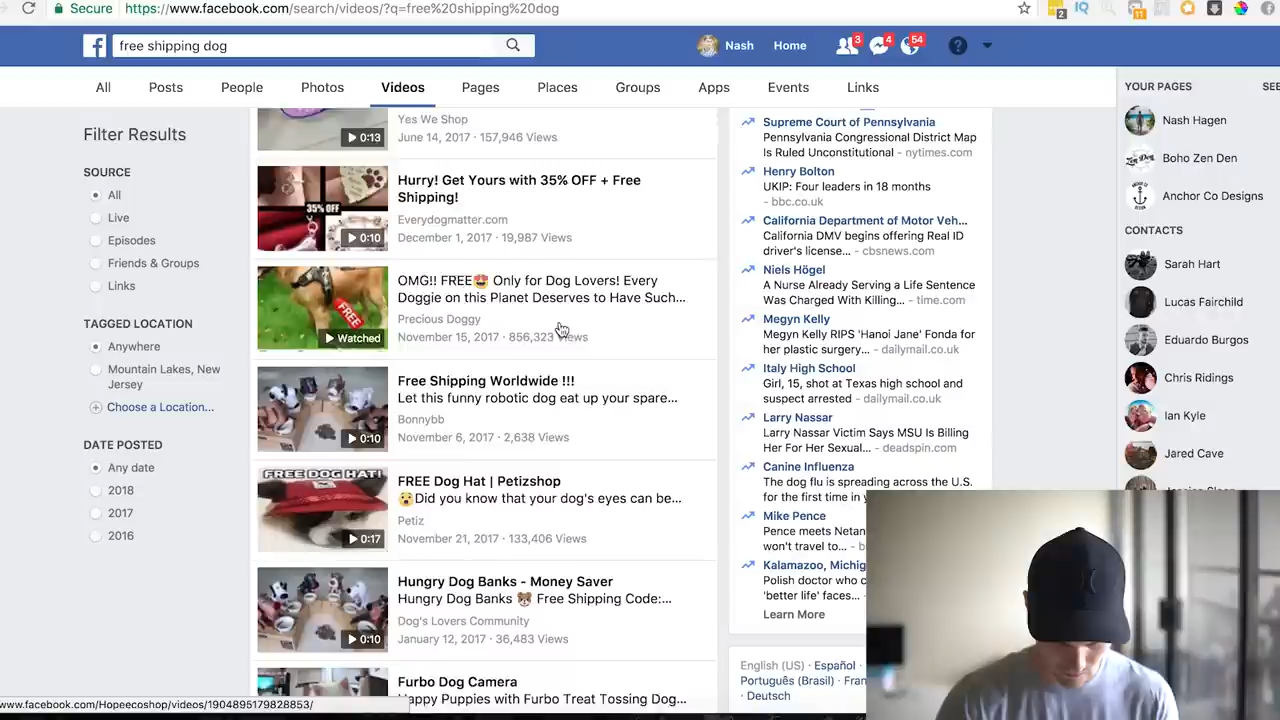 Secure
https://www.facebook.com/search/videos/?q=free%20shipping%20dog
2
11
free shipping dog
Nash
Home
3
4
54
All
Posts
People
Photos
Videos
Pages
Places
Groups
Apps
Events
Links
Filter Results
SOURCE
All
Live
Episodes
Friends & Groups
Links
TAGGED LOCATION
Anywhere
Mountain Lakes, New
Jersey
Choose a Location...
DATE POSTED
Any date
2018
2017
2016
0:13
Yes We Shop
June 14, 2017 · 157,946 Views
35% OFF
0:10
Hurry! Get Yours with 35% OFF + Free
Shipping!
Everydogmatter.com
December 1, 2017 · 19,987 Views
FREE
Watched
OMG!! FREE😍 Only for Dog Lovers! Every
Doggie on this Planet Deserves to Have Such...
Precious Doggy
November 15, 2017 · 856,323 Views
0:10
Free Shipping Worldwide !!!
Let this funny robotic dog eat up your spare...
Bonnybb
November 6, 2017 · 2,638 Views
FREE DOG HAT!
0:17
FREE Dog Hat | Petizshop
😮Did you know that your dog's eyes can be...
Petiz
November 21, 2017 · 133,406 Views
0:10
Hungry Dog Banks - Money Saver
Hungry Dog Banks 🐶 Free Shipping Code:...
Dog's Lovers Community
January 12, 2017 · 36,483 Views
Furbo Dog Camera
Happy Puppies with Furbo Treat Tossing Dog...
www.facebook.com/Hopeecoshop/videos/1904895179828853/
Supreme Court of Pennsylvania
Pennsylvania Congressional District Map
Is Ruled Unconstitutional - nytimes.com
Henry Bolton
UKIP: Four leaders in 18 months
- bbc.co.uk
California Department of Motor Veh...
California DMV begins offering Real ID
driver's license... - cbsnews.com
Niels Högel
A Nurse Already Serving a Life Sentence
Was Charged With Killing... - time.com
Megyn Kelly
Megyn Kelly RIPS 'Hanoi Jane' Fonda for
her plastic surgery... - dailymail.co.uk
Italy High School
Girl, 15, shot at Texas high school and
suspect arrested - dailymail.co.uk
Larry Nassar
Larry Nassar Victim Says MSU Is Billing
Her For Her Sexual... - deadspin.com
Canine Influenza
The dog flu is spreading across the U.S.
for the first time in
Mike Pence
Pence meets Netan
won't travel to... - b
Kalamazoo, Michig
Polish doctor who c
'better life' faces...
Learn More
English (US) · Español ·
Português (Brasil) · Fran
Deutsch
YOUR PAGES
SEE
Nash Hagen
Boho Zen Den
Anchor Co Designs
CONTACTS
Sarah Hart
Lucas Fairchild
Eduardo Burgos
Chris Ridings
Ian Kyle
Jared Cave